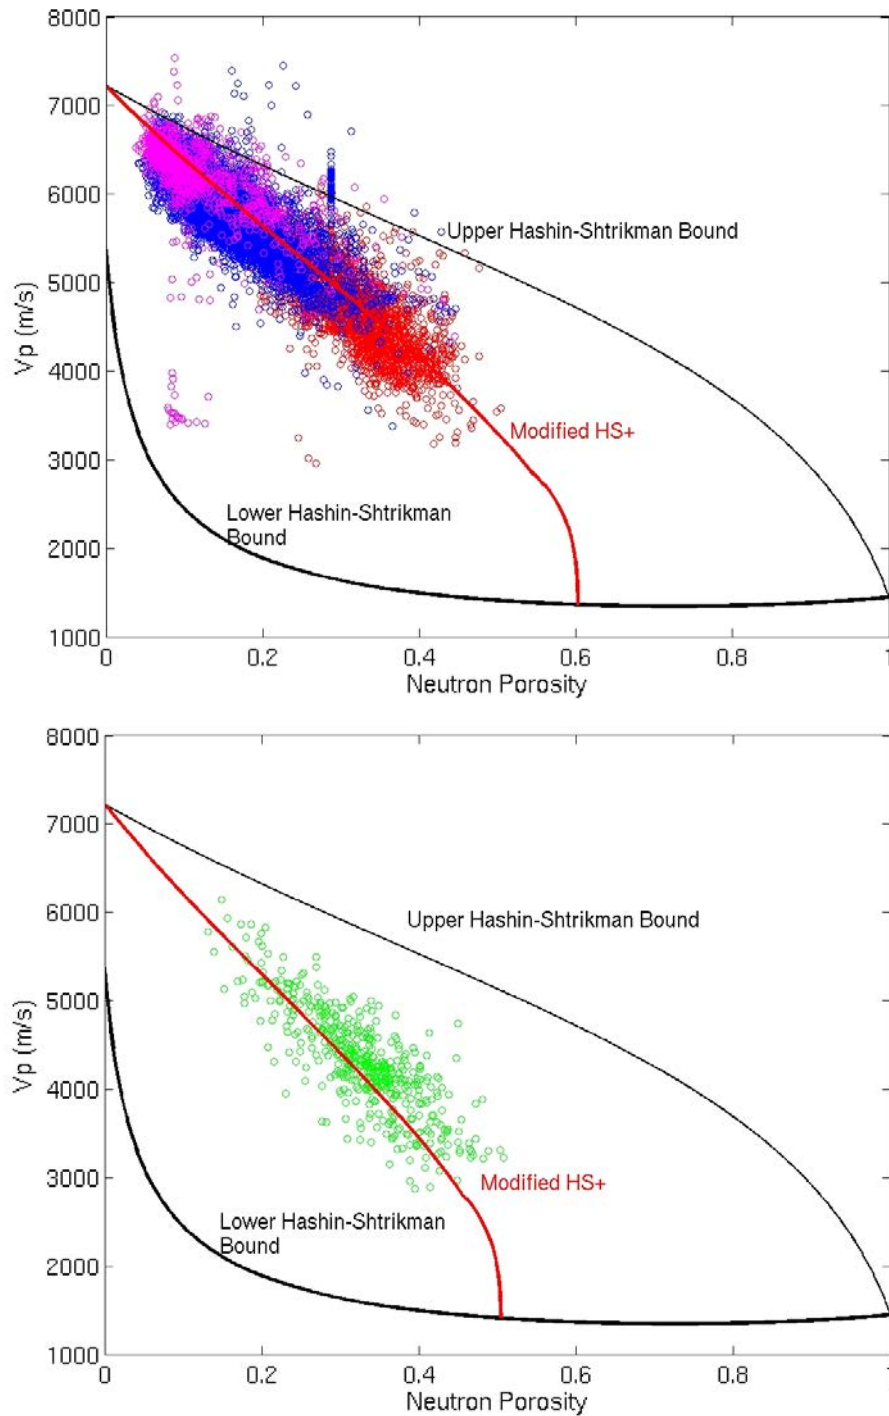 8000
7000
6000
5000
4000
3000
2000
1000
Vp (m/s)
Upper Hashin-Shtrikman Bound
Modified HS+
Lower Hashin-Shtrikman
Bound
0
0.2
0.4
0.6
0.8
1
Neutron Porosity
8000
7000
6000
5000
4000
3000
2000
1000
Vp (m/s)
Upper Hashin-Shtrikman Bound
Modified HS+
Lower Hashin-Shtrikman
Bound
0
0.2
0.4
0.6
0.8
1
Neutron Porosity